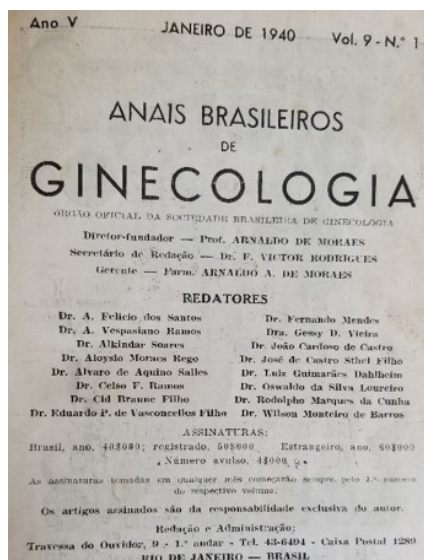 Ano V JANEIRO DE 1940 Vol. 9 - N.º 1
ANAIS BRASILEIROS
DE
GINECOLOGIA
ÓRGÃO OFICIAL DA SOCIEDADE BRASILEIRA DE GINECOLOGIA
Diretor-fundador — Prof. ARNALDO DE MORAES
Secretário de Redação — Dr. F. VICTOR RODRIGUES
Gerente — Farm. ARNALDO A. DE MORAES
REDATORES
Dr. A. Felicio dos Santos
Dr. A. Vespasiano Ramos
Dr. Alkindar Soares
Dr. Aloysio Moraes Rego
Dr. Alvaro de Aquino Salles
Dr. Celso F. Ramos
Dr. Cid Braune Filho
Dr. Eduardo P. de Vasconcellos Filho
Dr. Fernando Mendes
Dra. Gessy D. Vieira
Dr. João Cardoso de Castro
Dr. José de Castro Sthel Filho
Dr. Luiz Guimarães Dahlheim
Dr. Oswaldo da Silva Loureiro
Dr. Rodolpho Marques da Cunha
Dr. Wilson Monteiro de Barros
ASSINATURAS:
Brasil, ano, 40$000; registrado, 50$000 Estrangeiro, ano, 60$000
Número avulso, 4$000
As assinaturas tomadas em qualquer mês começarão sempre pelo 1.º número
do respectivo volume.
Os artigos assinados são da responsabilidade exclusiva do autor.
Redação e Administração:
Travessa do Ouvidor, 9 - 1.º andar - Tel. 43-6494 - Caixa Postal 1289
RIO DE JANEIRO — BRASIL